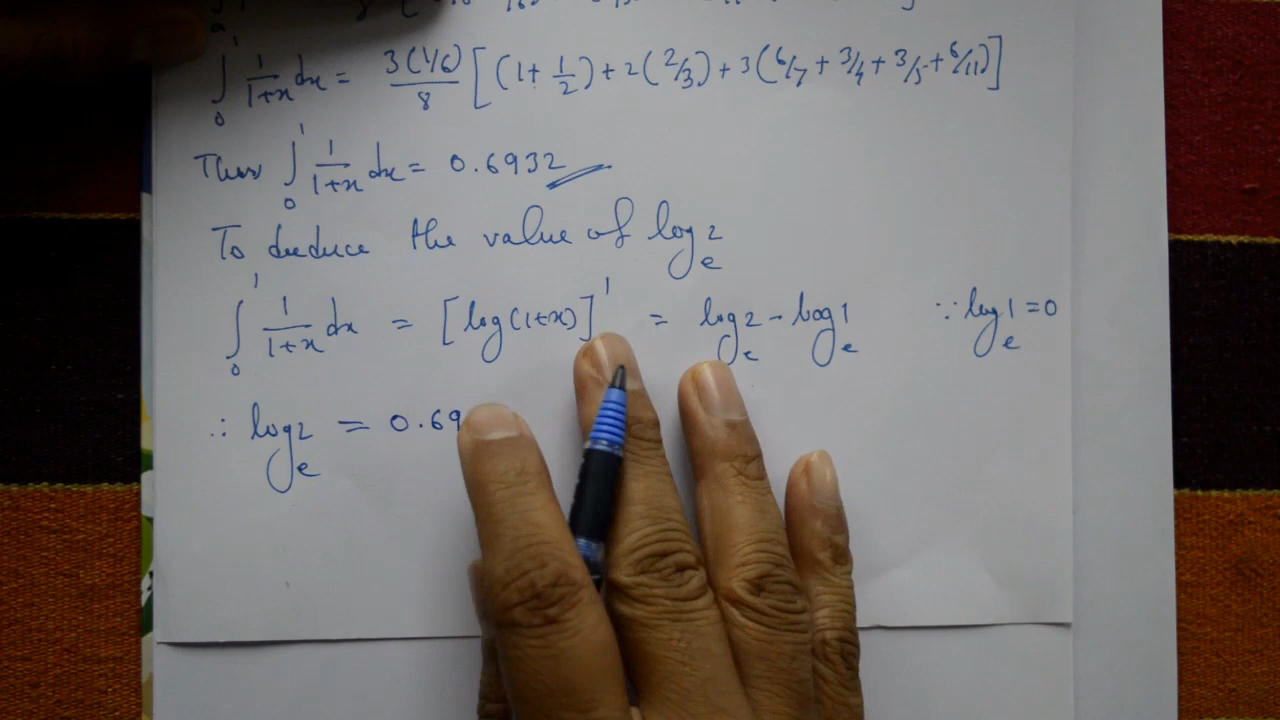 ∫₀¹ 1/(1+x) dx = 3(1/6)/8 [(1+ 1/2)+2(2/3)+3(6/7+3/4+3/5+6/11)]
Thus ∫₀¹ 1/(1+x) dx = 0.6932
To deduce the value of logₑ2
∫₀¹ 1/(1+x) dx = [log(1+x)]¹ = logₑ2 - logₑ1 ∵ logₑ1=0
∴ logₑ2 = 0.69